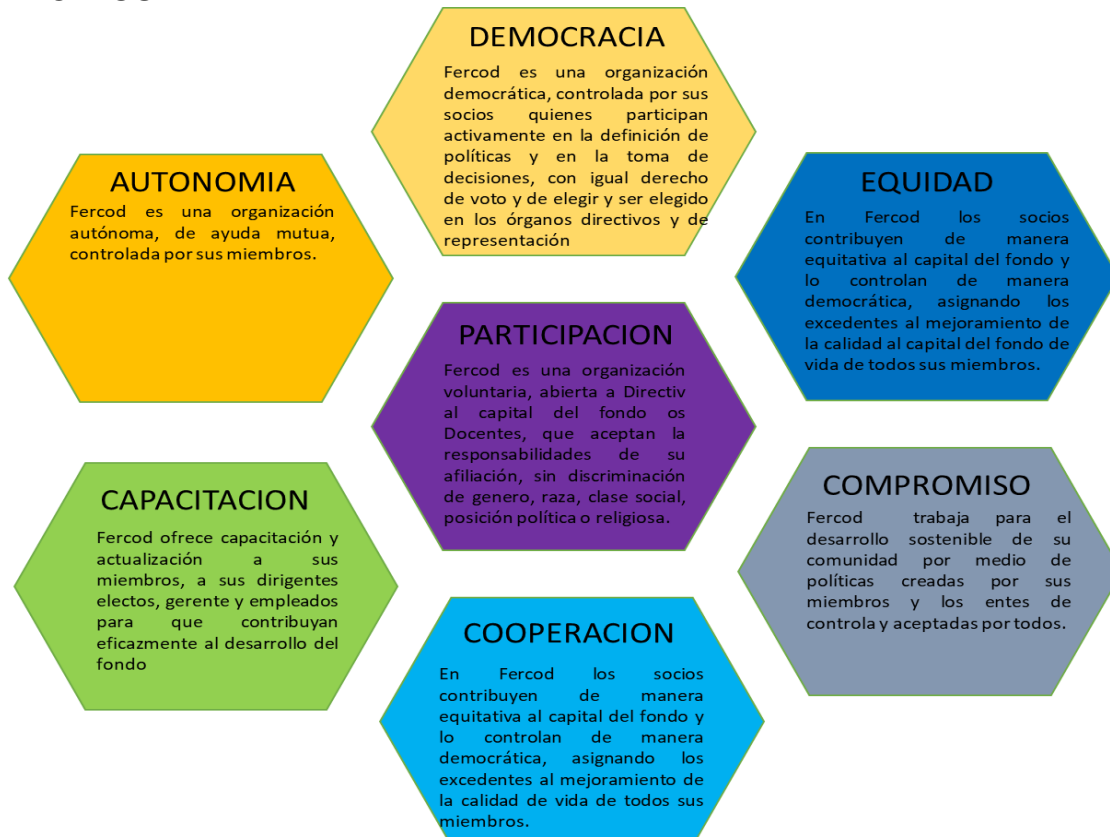 DEMOCRACIA
Fercod es una organización
democrática, controlada por sus
socios quienes participan
activamente en la definición de
políticas y en la toma de
decisiones, con igual derecho
de voto y de elegir y ser elegido
en los órganos directivos y de
representación
AUTONOMIA
Fercod es una organización
autónoma, de ayuda mutua,
controlada por sus miembros.
EQUIDAD
En Fercod los socios
contribuyen de manera
equitativa al capital del fondo y
lo controlan de manera
democrática, asignando los
excedentes al mejoramiento de
la calidad al capital del fondo de
vida de todos sus miembros.
PARTICIPACION
Fercod es una organización
voluntaria, abierta a Directiv
al capital del fondo os
Docentes, que aceptan la
responsabilidades de su
afiliación, sin discriminación
de genero, raza, clase social,
posición política o religiosa.
CAPACITACION
Fercod ofrece capacitación y
actualización a sus
miembros, a sus dirigentes
electos, gerente y empleados
para que contribuyan
eficazmente al desarrollo del
fondo
COMPROMISO
Fercod trabaja para el
desarrollo sostenible de su
comunidad por medio de
políticas creadas por sus
miembros y los entes de
controla y aceptadas por todos.
COOPERACION
En Fercod los socios
contribuyen de manera
equitativa al capital del fondo y
lo controlan de manera
democrática, asignando los
excedentes al mejoramiento de
la calidad de vida de todos sus
miembros.